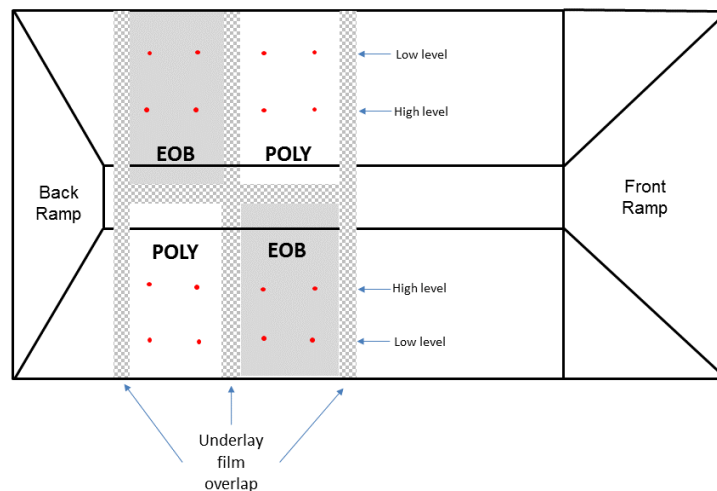 Low level
High level
EOB
POLY
Back
Ramp
Front
Ramp
POLY
EOB
High level
Low level
Underlay
film
overlap